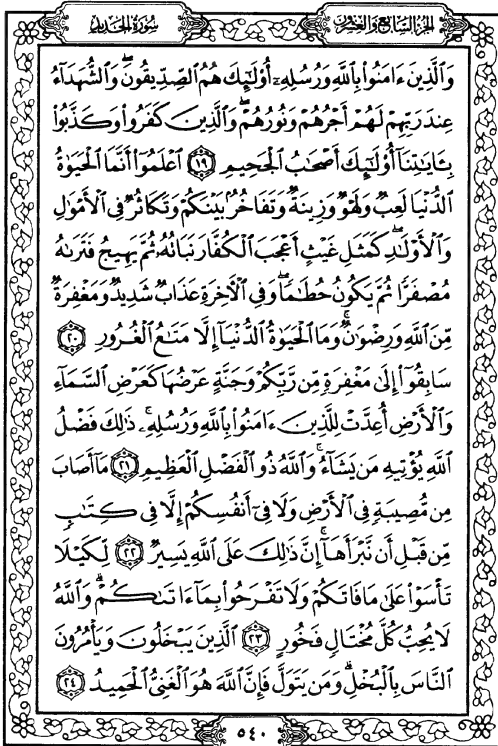 سورة الحديد
الجزء السابع والعشرون
وَالَّذِينَ ءَامَنُوا۟ بِاللَّهِ وَرُسُلِهِۦٓ أُو۟لَٰٓئِكَ هُمُ الصِّدِّيقُونَ ۖ وَالشُّهَدَآءُ
عِندَ رَبِّهِمْ لَهُمْ أَجْرُهُمْ وَنُورُهُمْ ۖ وَالَّذِينَ كَفَرُوا۟ وَكَذَّبُوا۟
بِـَٔايَٰتِنَآ أُو۟لَٰٓئِكَ أَصْحَٰبُ الْجَحِيمِ ١٩ اعْلَمُوٓا۟ أَنَّمَا الْحَيَوٰةُ
الدُّنْيَا لَعِبٌ وَلَهْوٌ وَزِينَةٌ وَتَفَاخُرٌۢ بَيْنَكُمْ وَتَكَاثُرٌ فِى الْأَمْوَٰلِ
وَالْأَوْلَٰدِ ۖ كَمَثَلِ غَيْثٍ أَعْجَبَ الْكُفَّارَ نَبَاتُهُۥ ثُمَّ يَهِيجُ فَتَرَىٰهُ
مُصْفَرًّا ثُمَّ يَكُونُ حُطَٰمًا ۖ وَفِى الْأَخِرَةِ عَذَابٌ شَدِيدٌ وَمَغْفِرَةٌ
مِّنَ اللَّهِ وَرِضْوَٰنٌ ۚ وَمَا الْحَيَوٰةُ الدُّنْيَآ إِلَّا مَتَٰعُ الْغُرُورِ ٢٠
سَابِقُوٓا۟ إِلَىٰ مَغْفِرَةٍ مِّن رَّبِّكُمْ وَجَنَّةٍ عَرْضُهَا كَعَرْضِ السَّمَآءِ
وَالْأَرْضِ أُعِدَّتْ لِلَّذِينَ ءَامَنُوا۟ بِاللَّهِ وَرُسُلِهِۦ ۚ ذَٰلِكَ فَضْلُ
اللَّهِ يُؤْتِيهِ مَن يَشَآءُ ۚ وَاللَّهُ ذُو الْفَضْلِ الْعَظِيمِ ٢١ مَآ أَصَابَ
مِن مُّصِيبَةٍ فِى الْأَرْضِ وَلَا فِىٓ أَنفُسِكُمْ إِلَّا فِى كِتَٰبٍ
مِّن قَبْلِ أَن نَّبْرَأَهَآ ۚ إِنَّ ذَٰلِكَ عَلَى اللَّهِ يَسِيرٌ ٢٢ لِّكَيْلَا
تَأْسَوْا۟ عَلَىٰ مَا فَاتَكُمْ وَلَا تَفْرَحُوا۟ بِمَآ ءَاتَىٰكُمْ ۗ وَاللَّهُ
لَا يُحِبُّ كُلَّ مُخْتَالٍ فَخُورٍ ٢٣ الَّذِينَ يَبْخَلُونَ وَيَأْمُرُونَ
النَّاسَ بِالْبُخْلِ ۗ وَمَن يَتَوَلَّ فَإِنَّ اللَّهَ هُوَ الْغَنِىُّ الْحَمِيدُ ٢٤
٥٤٠